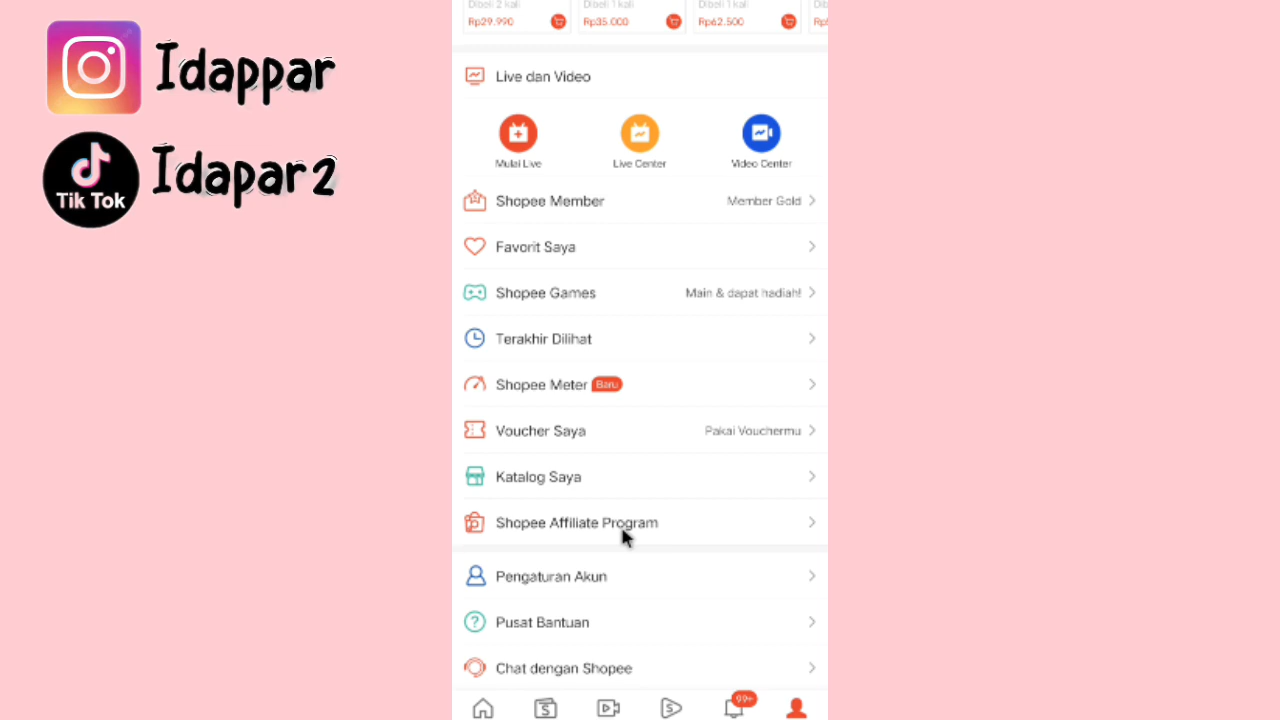 Idappar
Tik Tok
Idapar2
Dibeli 2 kali
Dibeli 1 kali
Dibeli 1 kali
Rp29.990
Rp35.000
Rp62.500
Live dan Video
Mulai Live
Live Center
Video Center
Shopee Member
Member Gold
Favorit Saya
Shopee Games
Main & dapat hadiah!
Terakhir Dilihat
Shopee Meter
Baru
Voucher Saya
Pakai Vouchermu
Katalog Saya
Shopee Affiliate Program
Pengaturan Akun
Pusat Bantuan
Chat dengan Shopee
99+